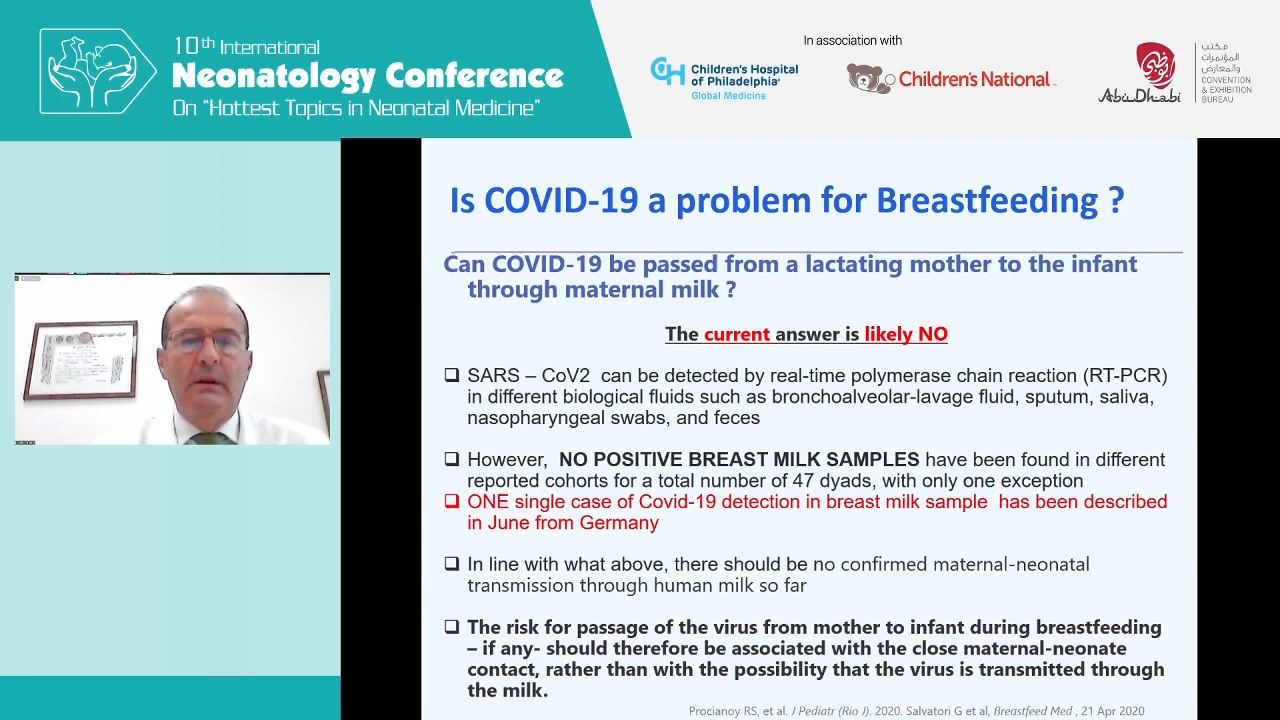 10th International
Neonatology Conference
On "Hottest Topics in Neonatal Medicine"
In association with
Children's Hospital
of Philadelphia
Global Medicine
Children's National
Abu Dhabi
مكتب
المؤتمرات
والمعارض
CONVENTION
& EXHIBITION
BUREAU
Is COVID-19 a problem for Breastfeeding ?
Can COVID-19 be passed from a lactating mother to the infant
through maternal milk ?
The current answer is likely NO
SARS – CoV2 can be detected by real-time polymerase chain reaction (RT-PCR)
in different biological fluids such as bronchoalveolar-lavage fluid, sputum, saliva,
nasopharyngeal swabs, and feces
However, NO POSITIVE BREAST MILK SAMPLES have been found in different
reported cohorts for a total number of 47 dyads, with only one exception
ONE single case of Covid-19 detection in breast milk sample has been described
in June from Germany
In line with what above, there should be no confirmed maternal-neonatal
transmission through human milk so far
The risk for passage of the virus from mother to infant during breastfeeding
– if any- should therefore be associated with the close maternal-neonate
contact, rather than with the possibility that the virus is transmitted through
the milk.
Procianoy RS, et al. J Pediatr (Rio J). 2020. Salvatori G et al, Breastfeed Med , 21 Apr 2020